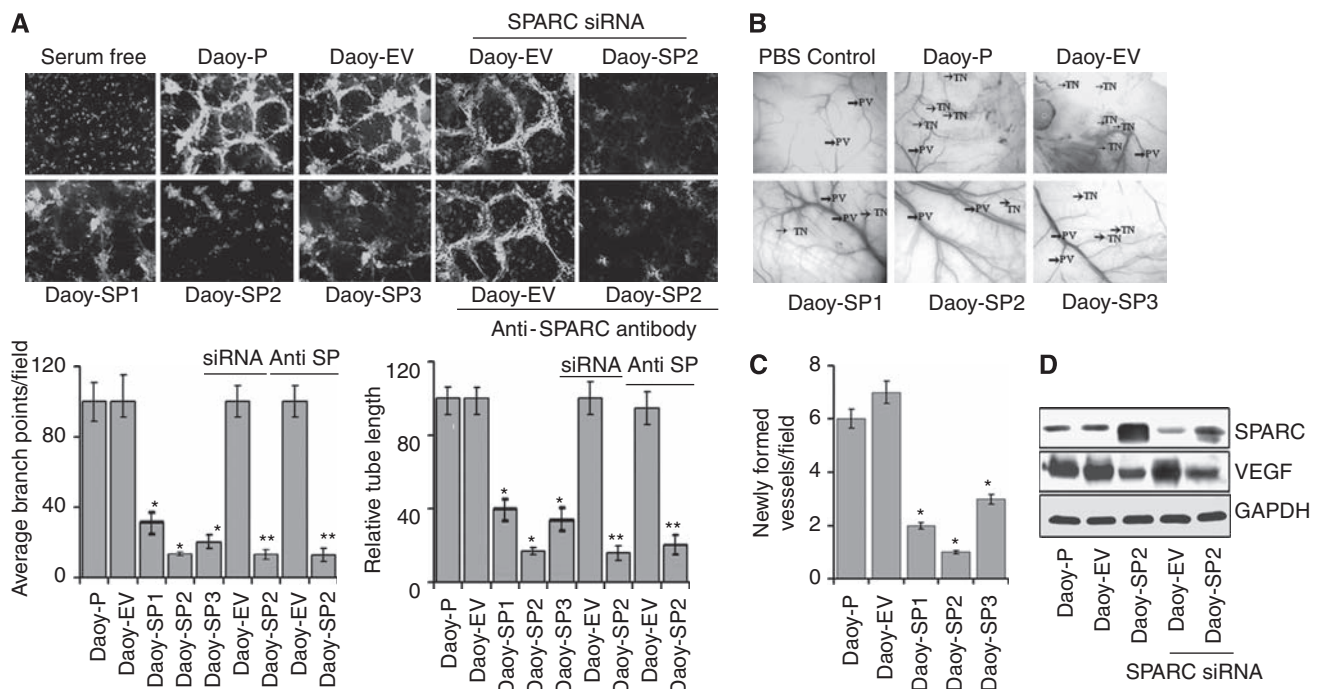 A
SPARC siRNA
Serum free Daoy-P Daoy-EV Daoy-EV Daoy-SP2
Daoy-SP1 Daoy-SP2 Daoy-SP3 Daoy-EV Daoy-SP2
Anti-SPARC antibody
Average branch points/field
120
80
40
0
siRNA Anti SP
* * * ** **
Daoy-P Daoy-EV Daoy-SP1 Daoy-SP2 Daoy-SP3 Daoy-EV Daoy-SP2 Daoy-EV Daoy-SP2
Relative tube length
120
80
40
0
siRNA Anti SP
* * * ** **
Daoy-P Daoy-EV Daoy-SP1 Daoy-SP2 Daoy-SP3 Daoy-EV Daoy-SP2 Daoy-EV Daoy-SP2
B
PBS Control Daoy-P Daoy-EV
PV
PV
TN
TN
TN
TN
PV
TN
TN
TN
TN
TN
PV
PV
PV
TN
TN
PV
PV
TN
TN
TN
TN
PV
PV
Daoy-SP1 Daoy-SP2 Daoy-SP3
C
Newly formed
vessels/field
8
6
4
2
0
* * *
Daoy-P Daoy-EV Daoy-SP1 Daoy-SP2 Daoy-SP3
D
SPARC
VEGF
GAPDH
Daoy-P Daoy-EV Daoy-SP2 Daoy-EV Daoy-SP2
SPARC siRNA